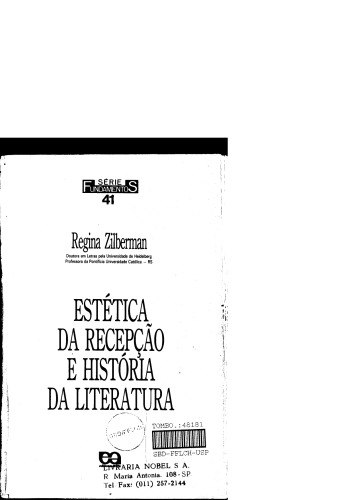 SÉRIE
FUNDAMENTOS
41
Regina Zilberman
Doutora em Letras pela Universidade de Heidelberg
Professora da Pontifícia Universidade Católica – RS
ESTÉTICA
DA RECEPÇÃO
E HISTÓRIA
DA LITERATURA
TOMBO.:48181
SBD-FFLCH-USP
LIVRARIA NOBEL S A.
R Maria Antonia. 108-SP
Tel Fax: (011) 257-2144